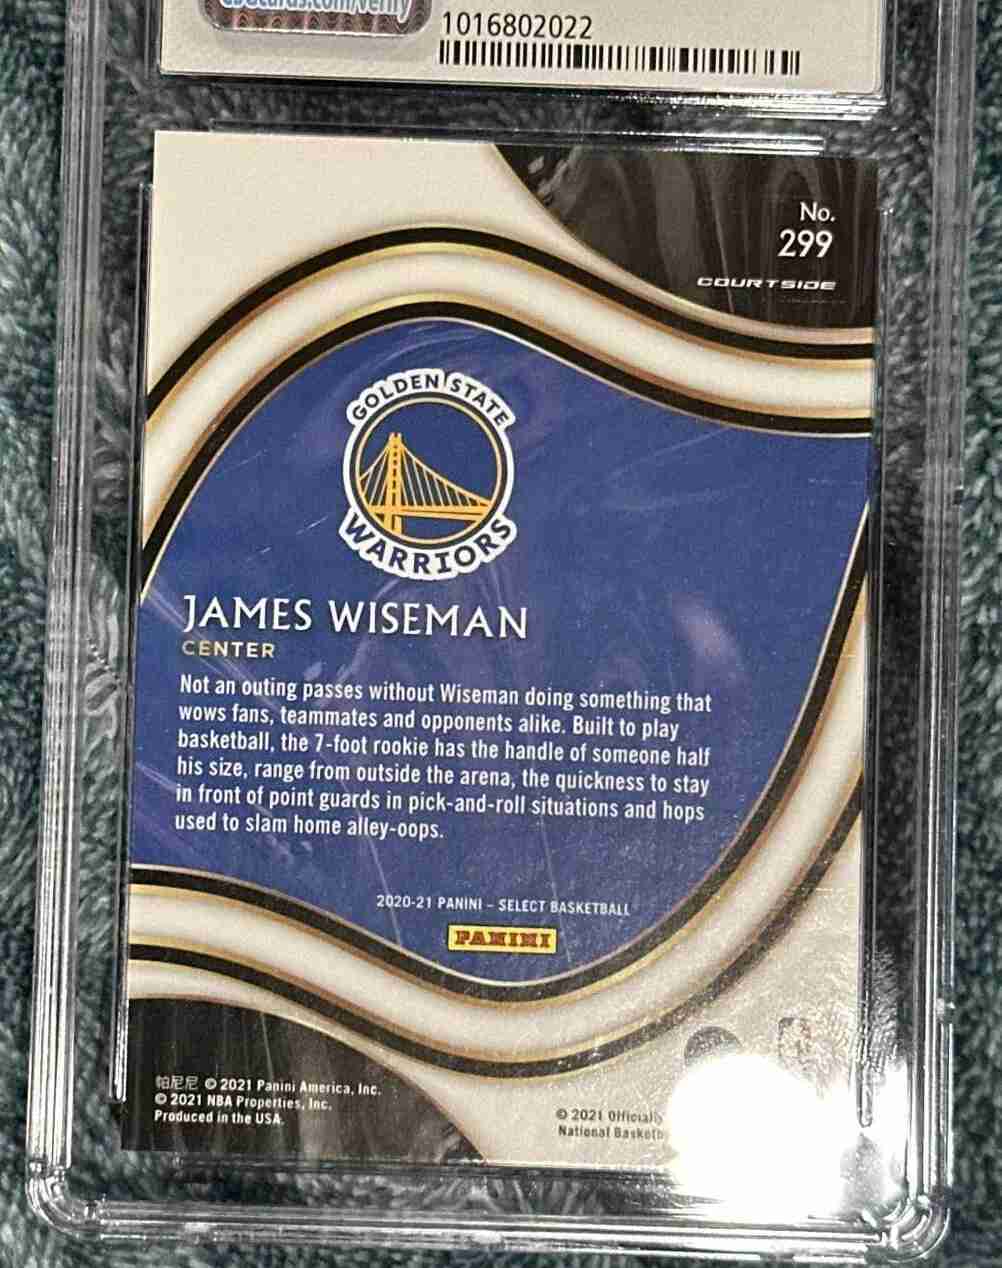 1016802022
No.
299
COURTSIDE
GOLDEN STATE
WARRIORS
JAMES WISEMAN
CENTER
Not an outing passes without Wiseman doing something that
wows fans, teammates and opponents alike. Built to play
basketball, the 7-foot rookie has the handle of someone half
his size, range from outside the arena, the quickness to stay
in front of point guards in pick-and-roll situations and hops
used to slam home alley-oops.
2020-21 PANINI – SELECT BASKETBALL
PANINI
帕尼尼 © 2021 Panini America, Inc.
© 2021 NBA Properties, Inc.
Produced in the USA.
© 2021 Officially
National